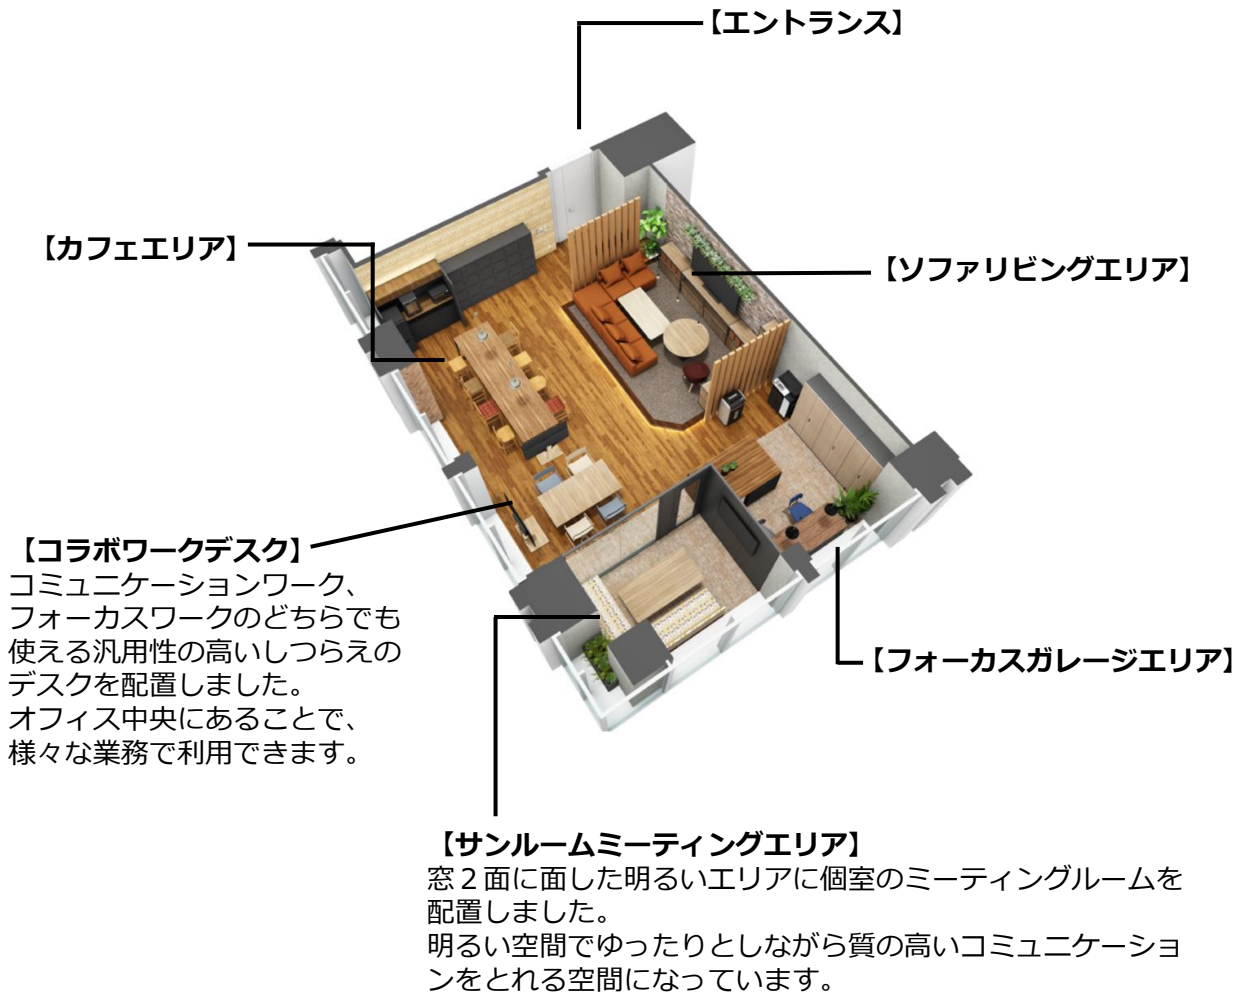 【エントランス】
【カフェエリア】
【ソファリビングエリア】
【コラボワークデスク】
コミュニケーションワーク、
フォーカスワークのどちらでも
使える汎用性の高いしつらえの
デスクを配置しました。
オフィス中央にあることで、
様々な業務で利用できます。
【フォーカスガレージエリア】
【サンルームミーティングエリア】
窓２面に面した明るいエリアに個室のミーティングルームを
配置しました。
明るい空間でゆったりとしながら質の高いコミュニケーショ
ンをとれる空間になっています。